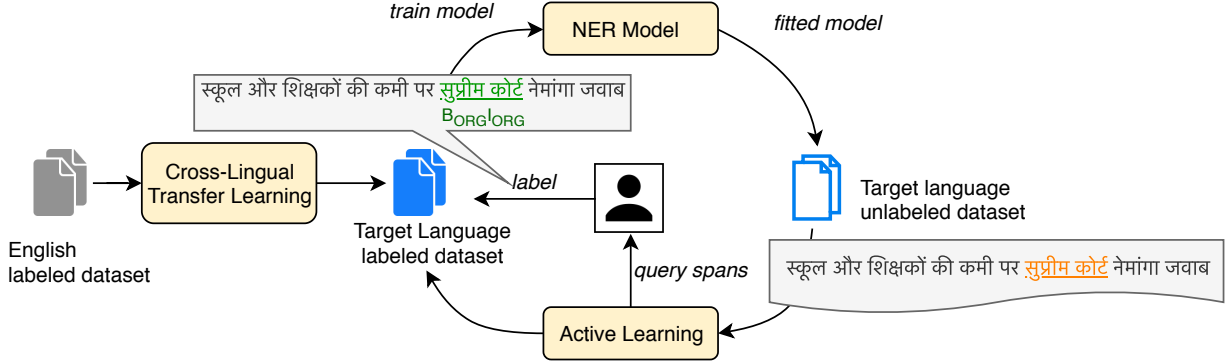 train model
NER Model
fitted model
स्कूल और शिक्षकों की कमी पर सुप्रीम कोर्ट नेमांगा जवाब
BORGIORG
Cross-Lingual
Transfer Learning
label
English
labeled dataset
Target Language
labeled dataset
Target language
unlabeled dataset
query spans
स्कूल और शिक्षकों की कमी पर सुप्रीम कोर्ट नेमांगा जवाब
Active Learning